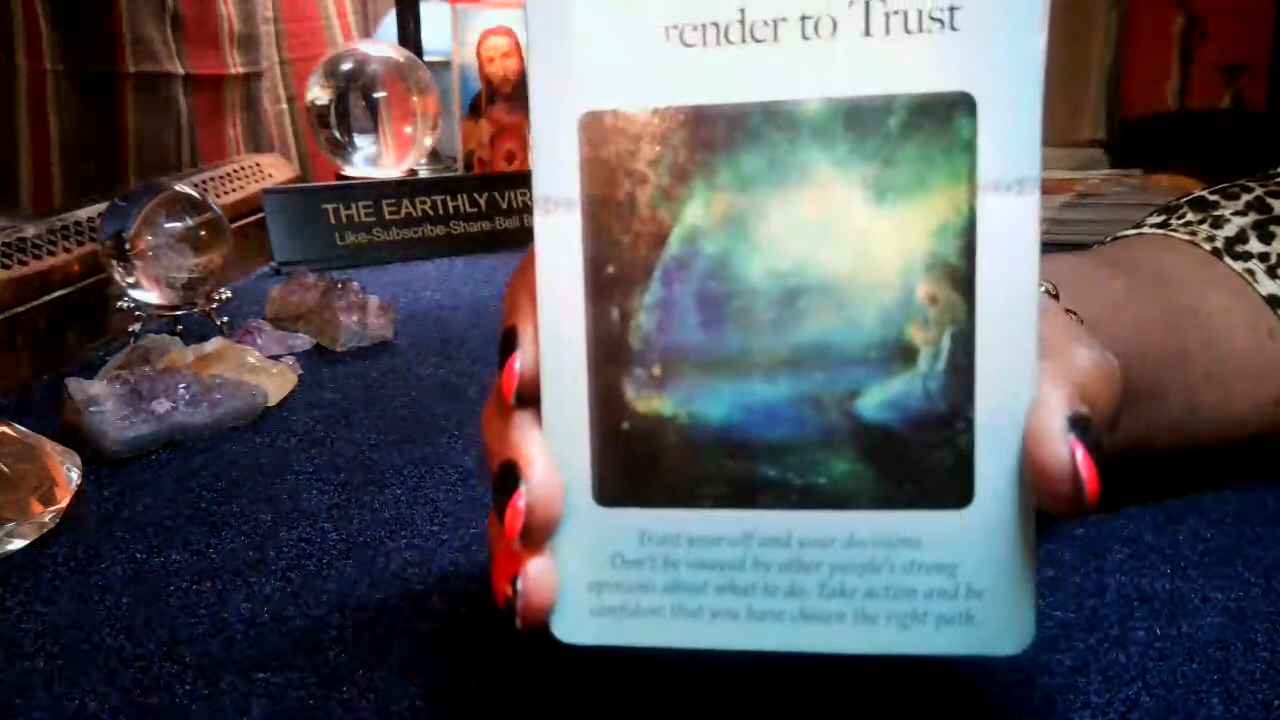 render to Trust
THE EARTHLY VIR
Like-Subscribe-Share-Bell B
Trust yourself and your decisions.
Don't be swayed by other people's strong
opinions about what to do. Take action and be
confident that you have chosen the right path.